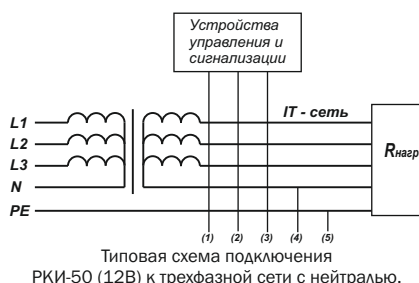 Устройства
управления и
сигнализации
IT - сеть
L1
L2
L3
N
PE
Rнагр
(1) (2) (3) (4) (5)
Типовая схема подключения
РКИ-50 (12В) к трехфазной сети с нейтралью.